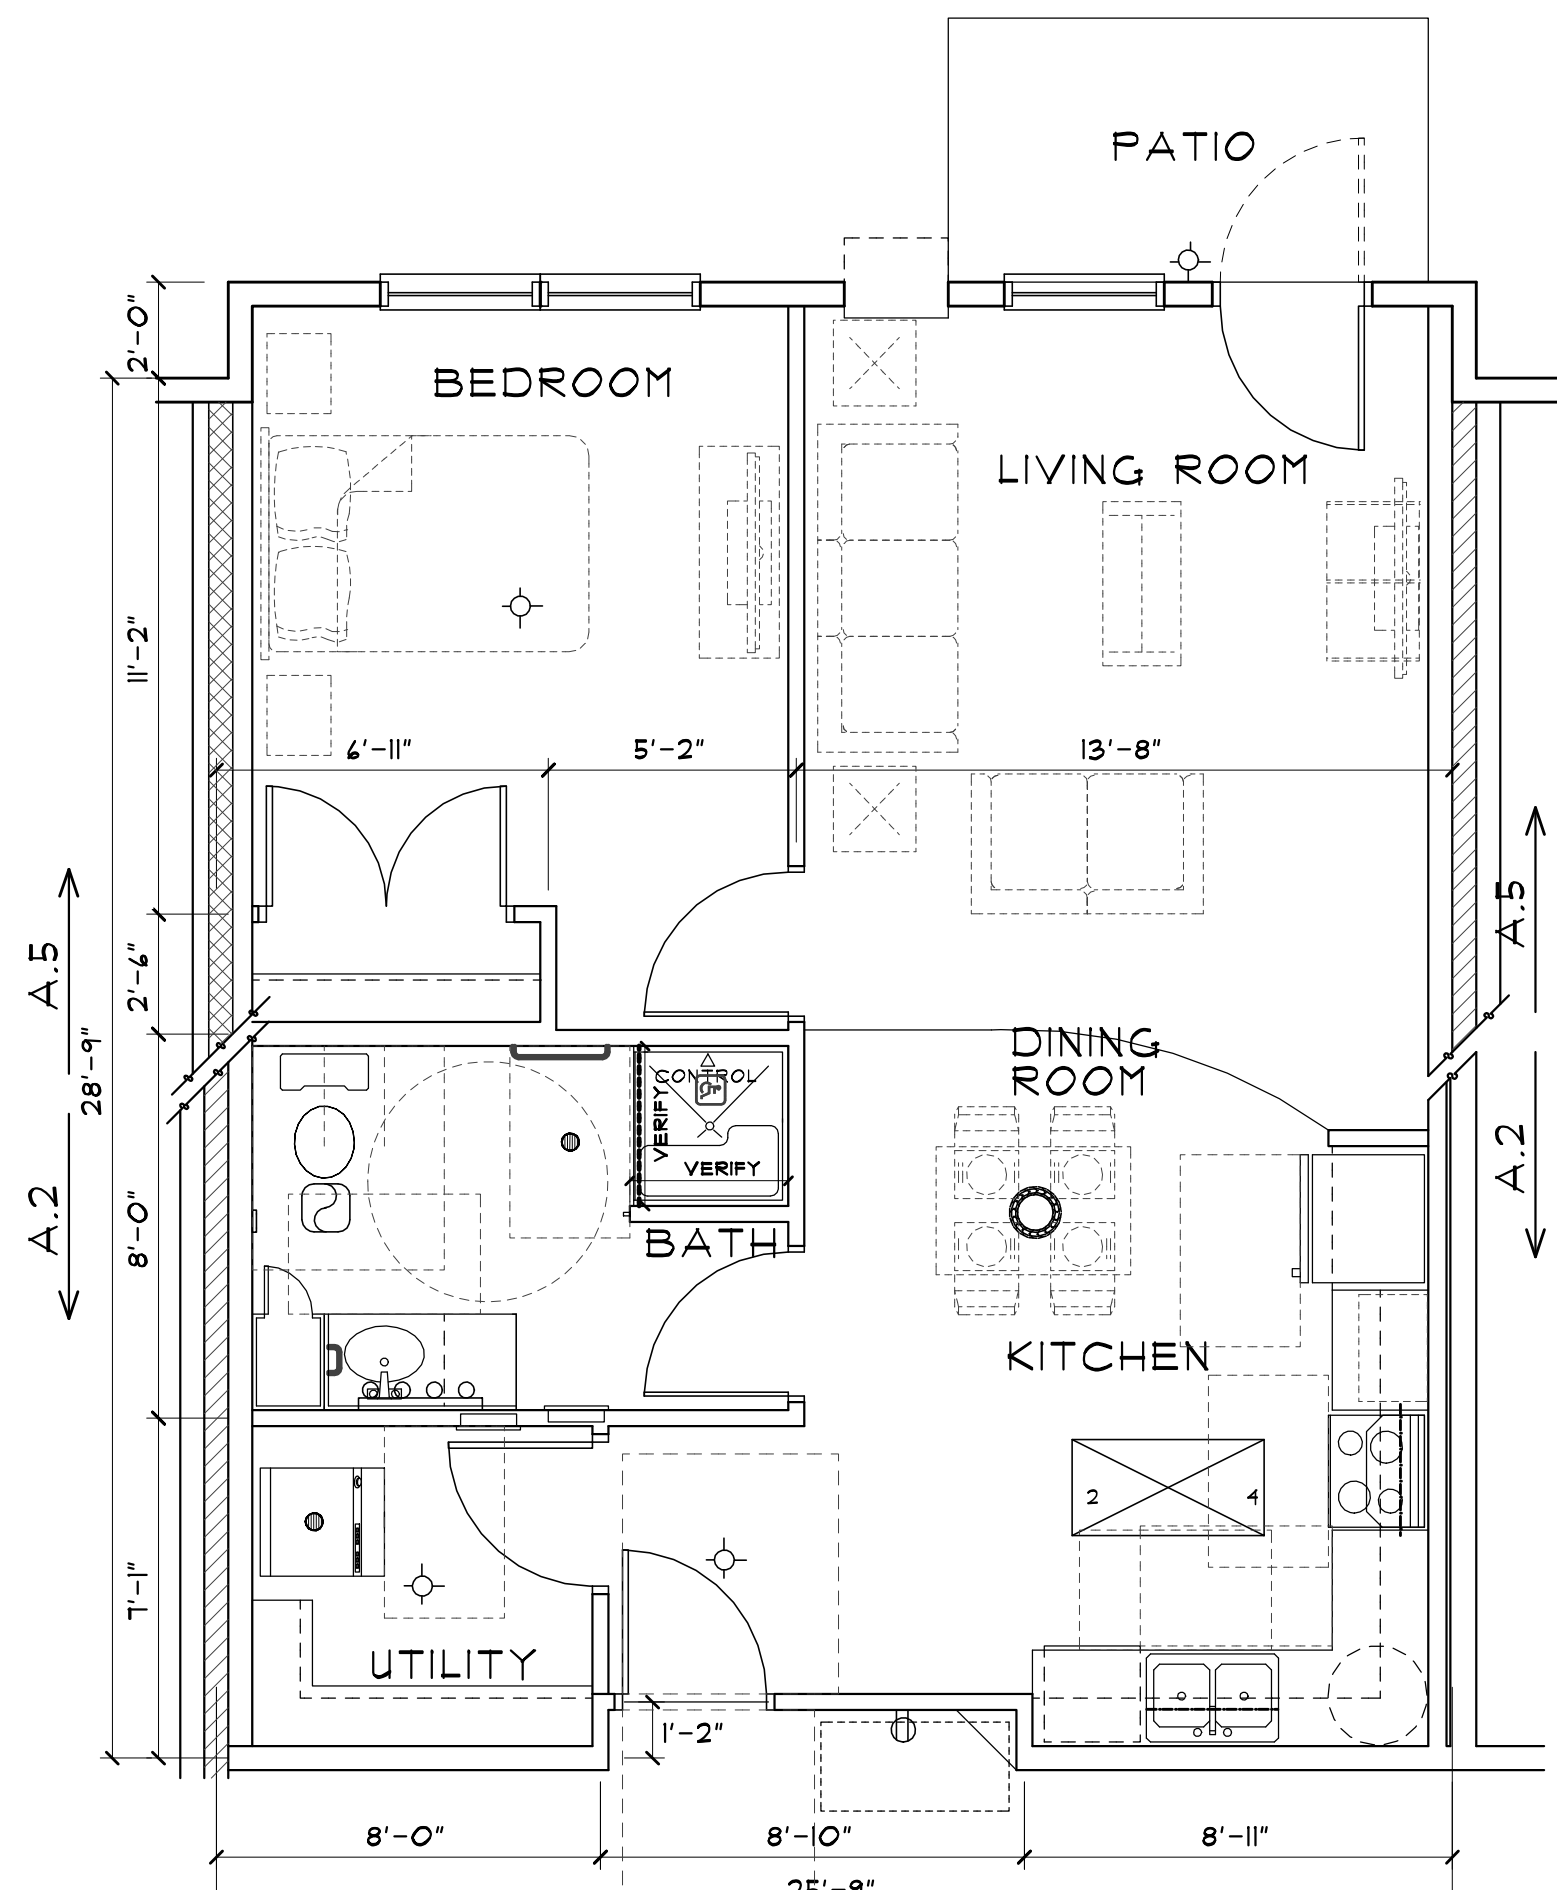 PATIO
2'-0"
BEDROOM
LIVING ROOM
11'-2"
6'-11"
5'-2"
13'-8"
A.5
A.5
2'-6"
28'-9"
DINING
ROOM
CONTROL
VERIFY
VERIFY
A.2
A.2
8'-0"
BATH
KITCHEN
2
4
7'-1"
UTILITY
1'-2"
8'-0"
8'-10"
8'-11"
25'-9"